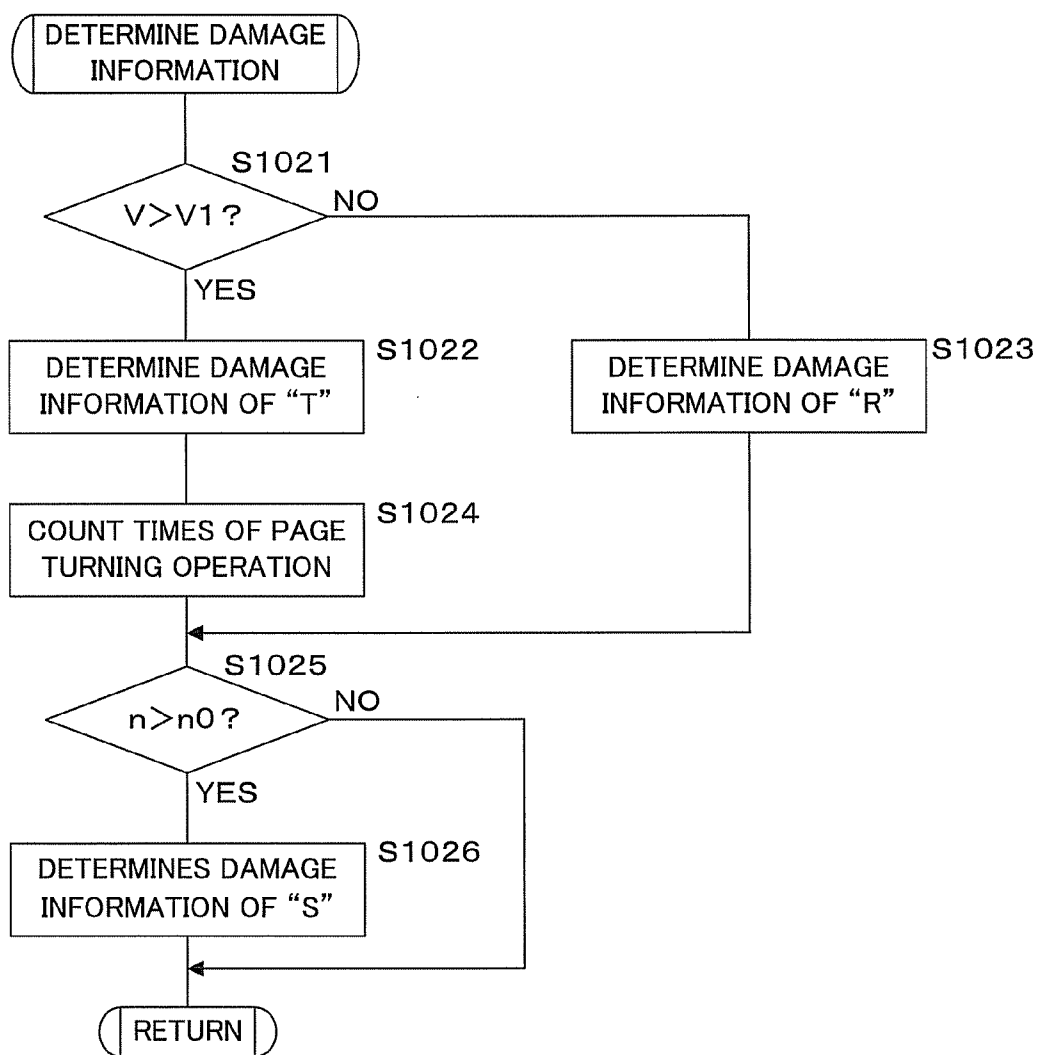 DETERMINE DAMAGE
INFORMATION
S1021
V>V1?
NO
YES
DETERMINE DAMAGE
INFORMATION OF “T”
S1022
DETERMINE DAMAGE
INFORMATION OF “R”
S1023
COUNT TIMES OF PAGE
TURNING OPERATION
S1024
S1025
n>n0?
NO
YES
DETERMINES DAMAGE
INFORMATION OF “S”
S1026
RETURN